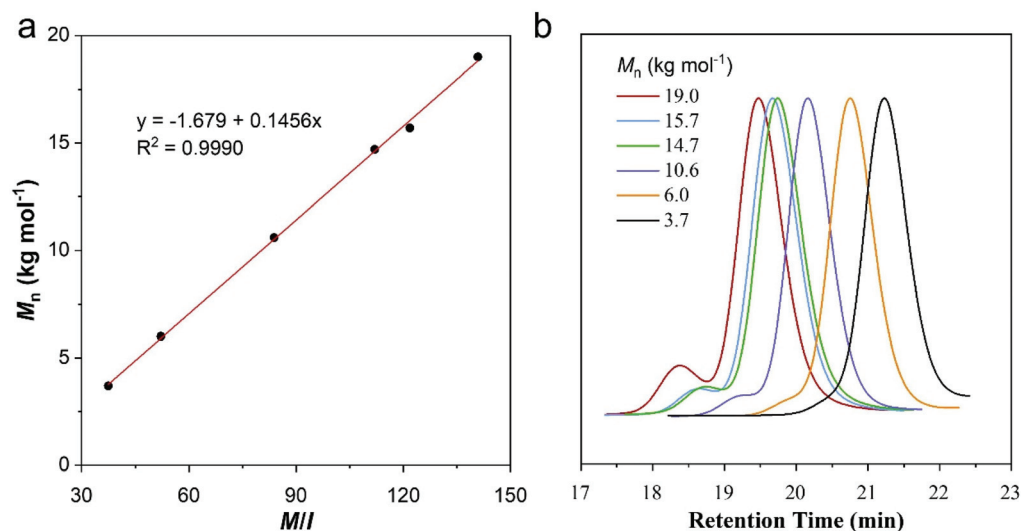 a
y = -1.679 + 0.1456x
R² = 0.9990
Mn (kg mol⁻¹)
20
15
10
5
0
30
60
90
120
150
M/I
b
Mn (kg mol⁻¹)
19.0
15.7
14.7
10.6
6.0
3.7
17
18
19
20
21
22
23
Retention Time (min)